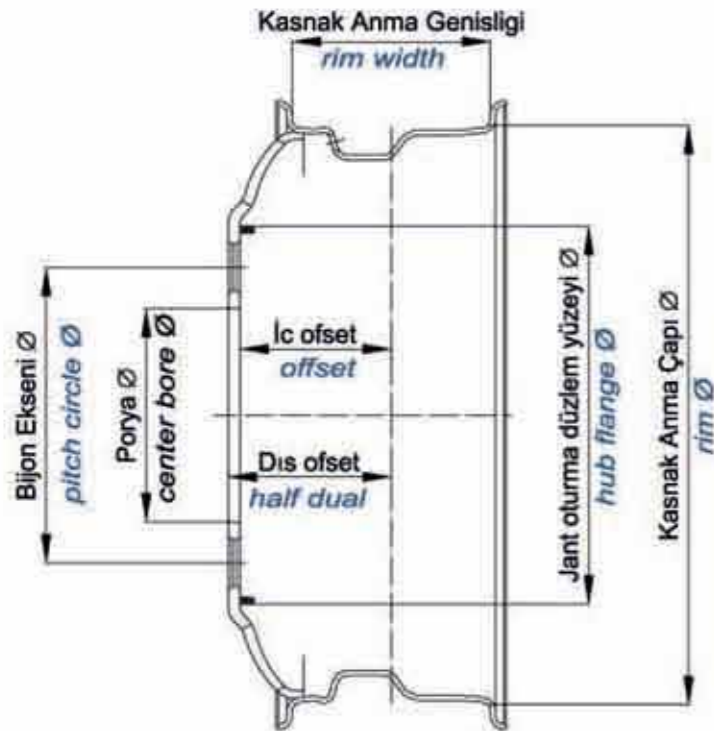 Kasnak Anma Genisligi
rim width
Bijon Ekseni Ø
pitch circle Ø
Porya Ø
center bore Ø
İc ofset
offset
Dıs ofset
half dual
Jant oturma düzlem yüzeyi Ø
hub flange Ø
Kasnak Anma Çapı Ø
rim Ø